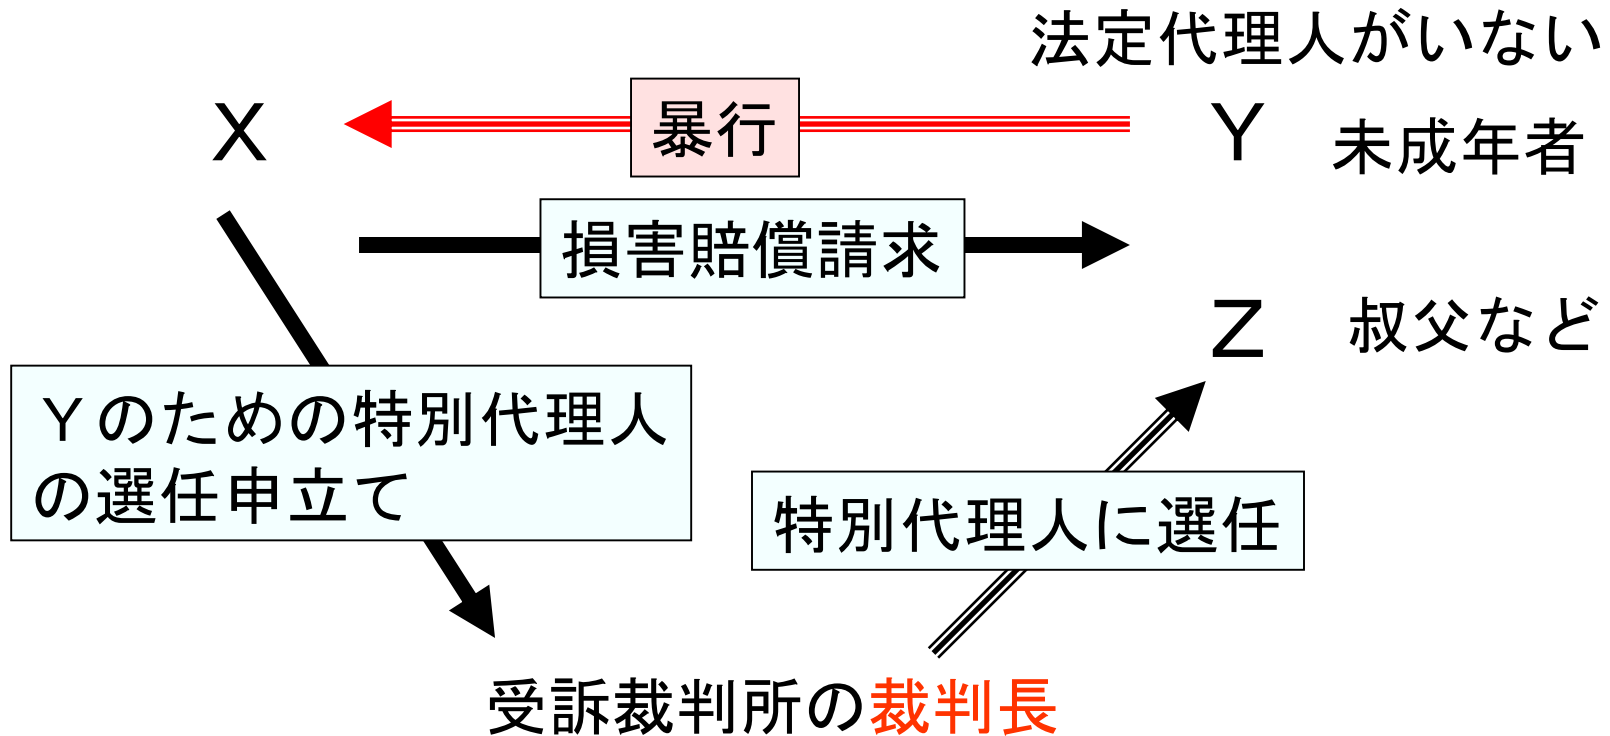 法定代理人がいない
X
暴行
Y
未成年者
損害賠償請求
Z
叔父など
Yのための特別代理人
の選任申立て
特別代理人に選任
受訴裁判所の裁判長